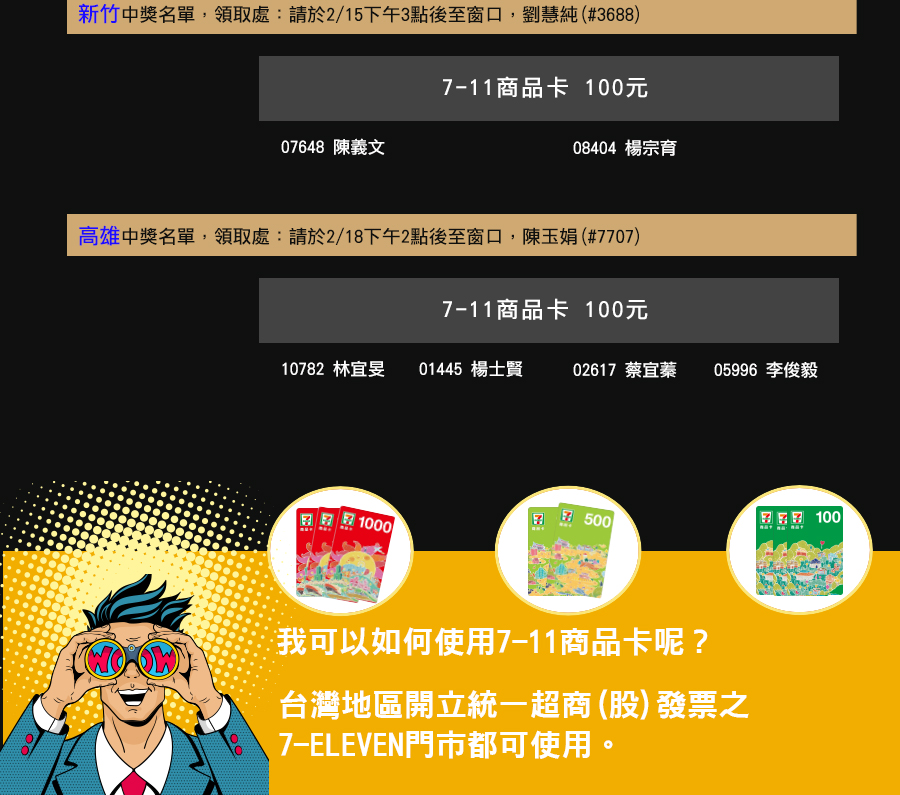 新竹中獎名單，領取處：請於2/15下午3點後至窗口，劉慧純(#3688)
7-11商品卡 100元
07648 陳義文 08404 楊宗育
高雄中獎名單，領取處：請於2/18下午2點後至窗口，陳玉娟(#7707)
7-11商品卡 100元
10782 林宜旻 01445 楊士賢 02617 蔡宜蓁 05996 李俊毅
1000 500 100
我可以如何使用7-11商品卡呢？
WOW
台灣地區開立統一超商(股)發票之
7-ELEVEN門市都可使用。